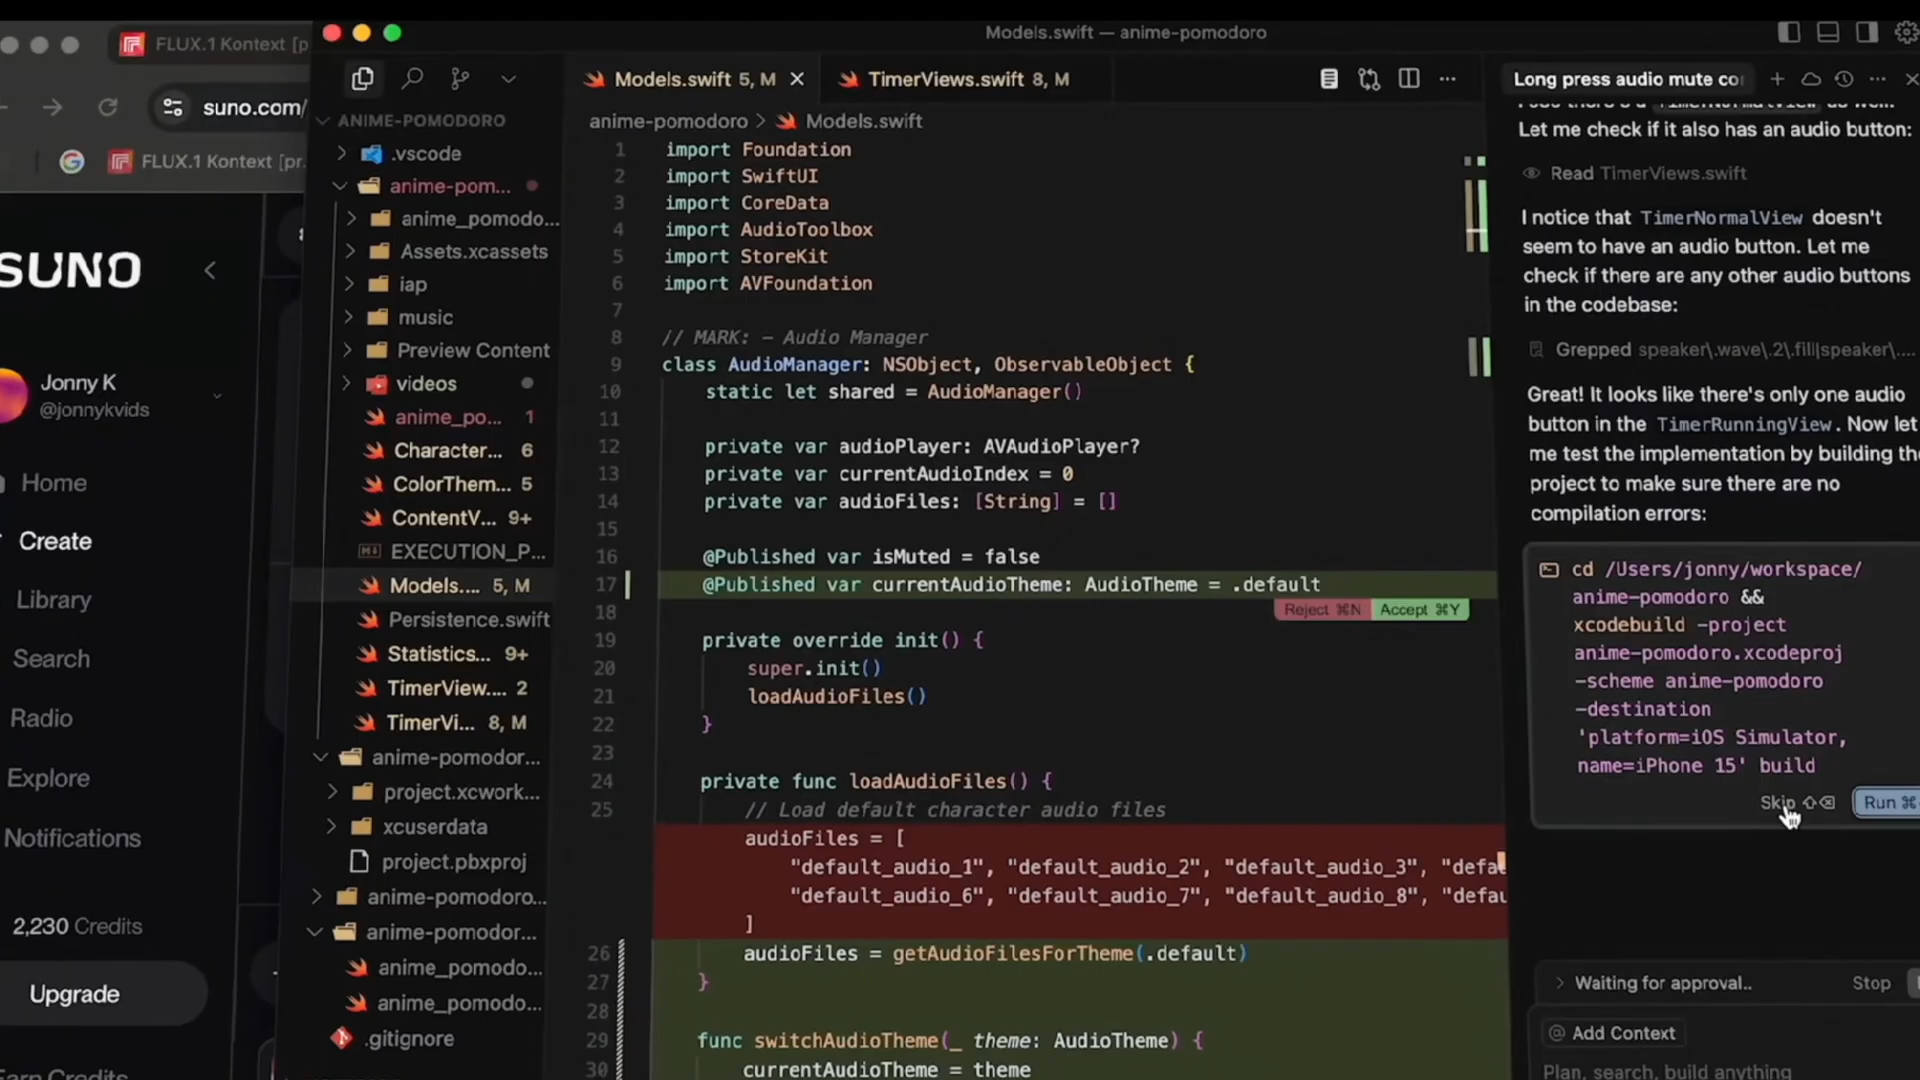 FLUX.1 Kontext [p
suno.com/
FLUX.1 Kontext [pr.
SUNO
Jonny K
@jonnykvids
Home
Create
Library
Search
Radio
Explore
Notifications
2,230 Credits
Upgrade
Earn Credits
Models.swift — anime-pomodoro
ANIME-POMODORO
.vscode
anime-pom...
anime_pomodo...
Assets.xcassets
iap
music
Preview Content
videos
anime_po... 1
Character... 6
ColorThem... 5
ContentV... 9+
EXECUTION_P...
Models.... 5, M
Persistence.swift
Statistics... 9+
TimerView.... 2
TimerVi... 8, M
anime-pomodor...
project.xcwork...
xcuserdata
project.pbxproj
anime-pomodoro...
anime-pomodor...
anime_pomodo...
anime_pomodo...
.gitignore
Models.swift 5, M
TimerViews.swift 8, M
anime-pomodoro > Models.swift
1 import Foundation
2 import SwiftUI
3 import CoreData
4 import AudioToolbox
5 import StoreKit
6 import AVFoundation
7
8 // MARK: - Audio Manager
9 class AudioManager: NSObject, ObservableObject {
10 static let shared = AudioManager()
11
12 private var audioPlayer: AVAudioPlayer?
13 private var currentAudioIndex = 0
14 private var audioFiles: [String] = []
15
16 @Published var isMuted = false
17 @Published var currentAudioTheme: AudioTheme = .default
Reject ⌘N Accept ⌘Y
18
19 private override init() {
20 super.init()
21 loadAudioFiles()
22 }
23
24 private func loadAudioFiles() {
25 // Load default character audio files
audioFiles = [
"default_audio_1", "default_audio_2", "default_audio_3", "defa
"default_audio_6", "default_audio_7", "default_audio_8", "defau
]
26 audioFiles = getAudioFilesForTheme(.default)
27 }
28
29 func switchAudioTheme(_ theme: AudioTheme) {
30 currentAudioTheme = theme
Long press audio mute co
Let me check if it also has an audio button:
Read TimerViews.swift
I notice that TimerNormalView doesn't
seem to have an audio button. Let me
check if there are any other audio buttons
in the codebase:
Grepped speaker\.wave\.2\.fill|speaker\....
Great! It looks like there's only one audio
button in the TimerRunningView. Now let
me test the implementation by building the
project to make sure there are no
compilation errors:
cd /Users/jonny/workspace/
anime-pomodoro &&
xcodebuild -project
anime-pomodoro.xcodeproj
-scheme anime-pomodoro
-destination
'platform=iOS Simulator,
name=iPhone 15' build
Skip ⇧⌫ Run ⌘
Waiting for approval.. Stop
@ Add Context
Plan, search, build anything